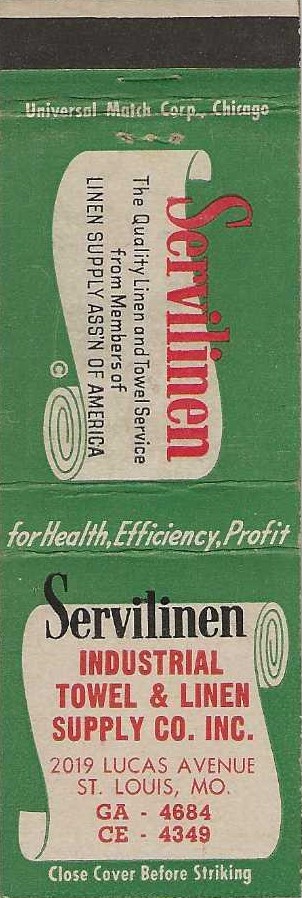 Universal Match Corp., Chicago
Servilinen
The Quality Linen and Towel Service
from Members of
LINEN SUPPLY ASS'N OF AMERICA
©
for Health, Efficiency, Profit
Servilinen
INDUSTRIAL
TOWEL & LINEN
SUPPLY CO. INC.
2019 LUCAS AVENUE
ST. LOUIS, MO.
GA - 4684
CE - 4349
Close Cover Before Striking